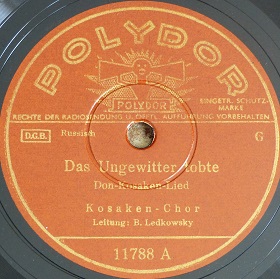 POLYDOR
POLYDOR
EINGETR. SCHUTZ-
MARKE
RECHTE DER RADIOSENDUNG U. ÖFFTL. AUFFÜHRUNG VORBEHALTEN
D.G.B. Russisch G
Das Ungewitter tobte
Don-Kosaken-Lied
Kosaken-Chor
Leitung: B. Ledkowsky
11788 A